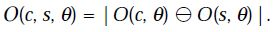 O(c, s, θ) = | O(c, θ) ⊖ O(s, θ) | .